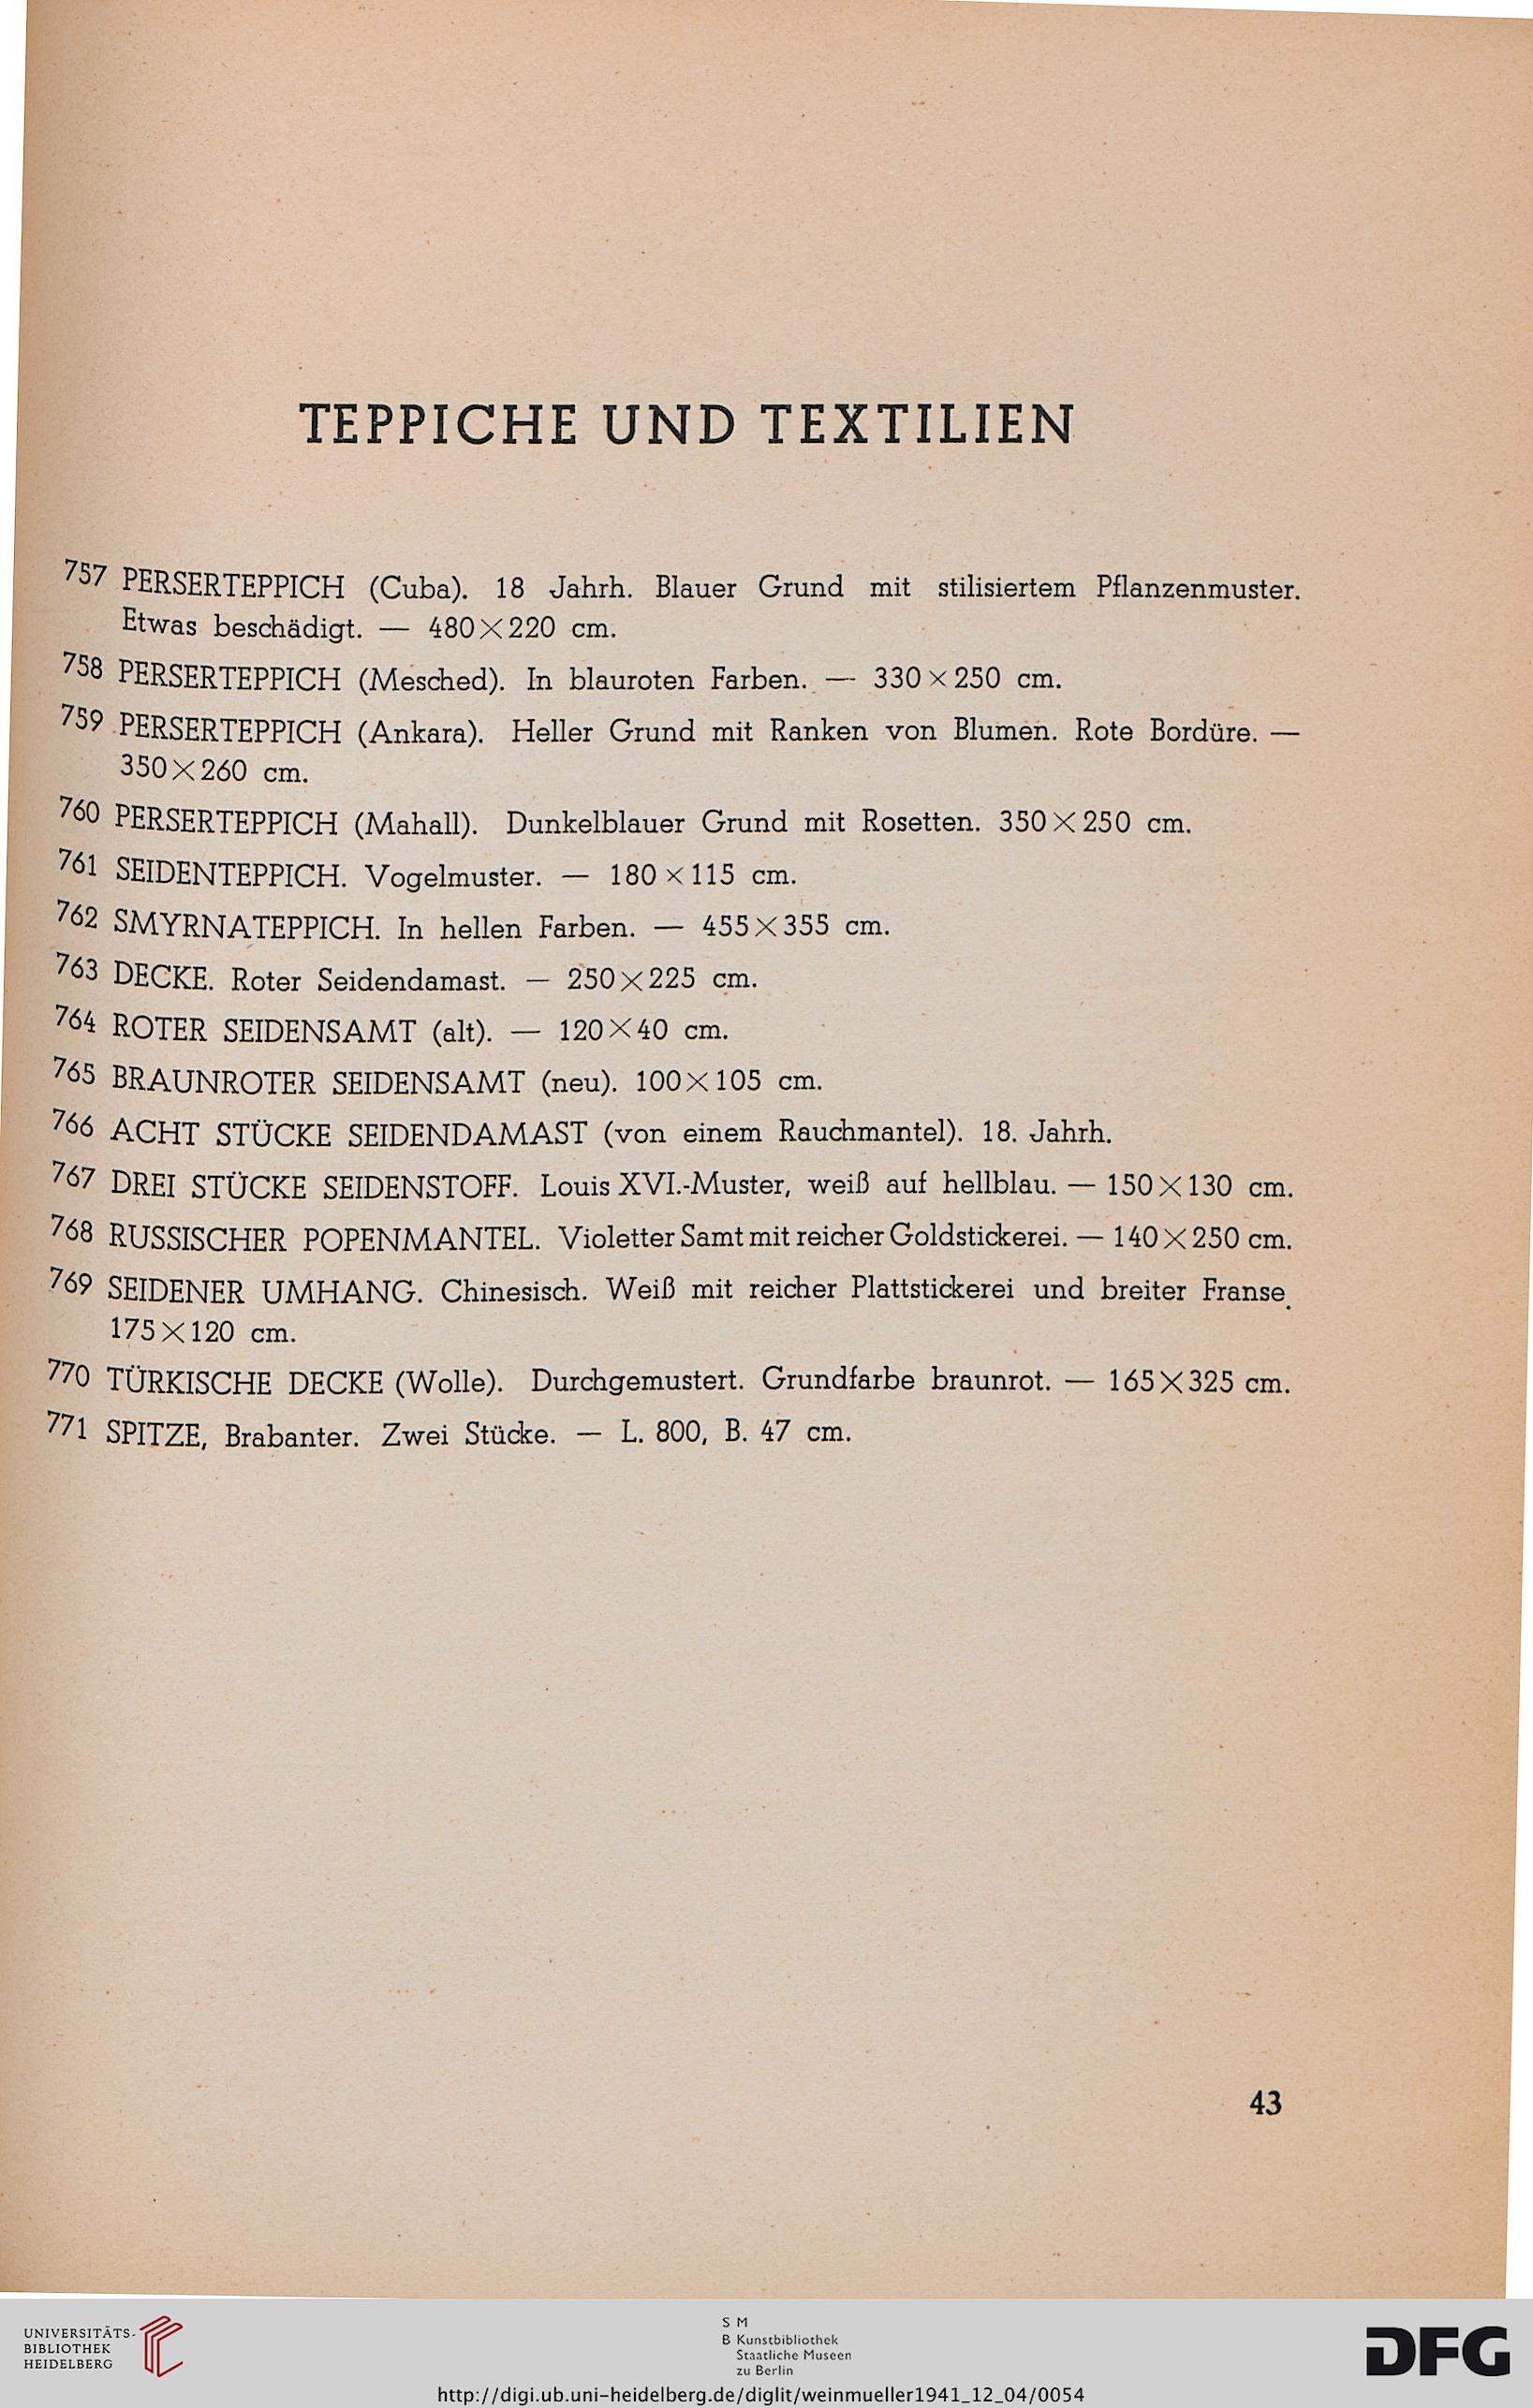 TEPPICHE UND TEXTILIEN
757 PERSERTEPPICH (Cuba). 18 Jahrh. Blauer Grund mit stilisiertem Pflanzenmuster.
Etwas beschädigt. — 480×220 cm.
758 PERSERTEPPICH (Mesched). In blauroten Farben. — 330×250 cm.
759 PERSERTEPPICH (Ankara). Heller Grund mit Ranken von Blumen. Rote Bordüre. —
350×260 cm.
760 PERSERTEPPICH (Mahall). Dunkelblauer Grund mit Rosetten. 350×250 cm.
761 SEIDENTEPPICH. Vogelmuster. — 180×115 cm.
762 SMYRNATEPPICH. In hellen Farben. — 455×355 cm.
763 DECKE. Roter Seidendamast. — 250×225 cm.
764 ROTER SEIDENSAMT (alt). — 120×40 cm.
765 BRAUNROTER SEIDENSAMT (neu). 100×105 cm.
766 ACHT STÜCKE SEIDENDAMAST (von einem Rauchmantel). 18. Jahrh.
767 DREI STÜCKE SEIDENSTOFF. Louis XVI.-Muster, weiß auf hellblau. — 150×130 cm.
768 RUSSISCHER POPENMANTEL. Violetter Samt mit reicher Goldstickerei. — 140×250 cm.
769 SEIDENER UMHANG. Chinesisch. Weiß mit reicher Plattstickerei und breiter Franse.
175×120 cm.
770 TÜRKISCHE DECKE (Wolle). Durchgemustert. Grundfarbe braunrot. — 165×325 cm.
771 SPITZE, Brabanter. Zwei Stücke. — L. 800, B. 47 cm.
43
UNIVERSITÄTS-
BIBLIOTHEK
HEIDELBERG
S M
B Kunstbibliothek
Staatliche Museen
zu Berlin
DFG
http://digi.ub.uni-heidelberg.de/diglit/weinmueller1941_12_04/0054